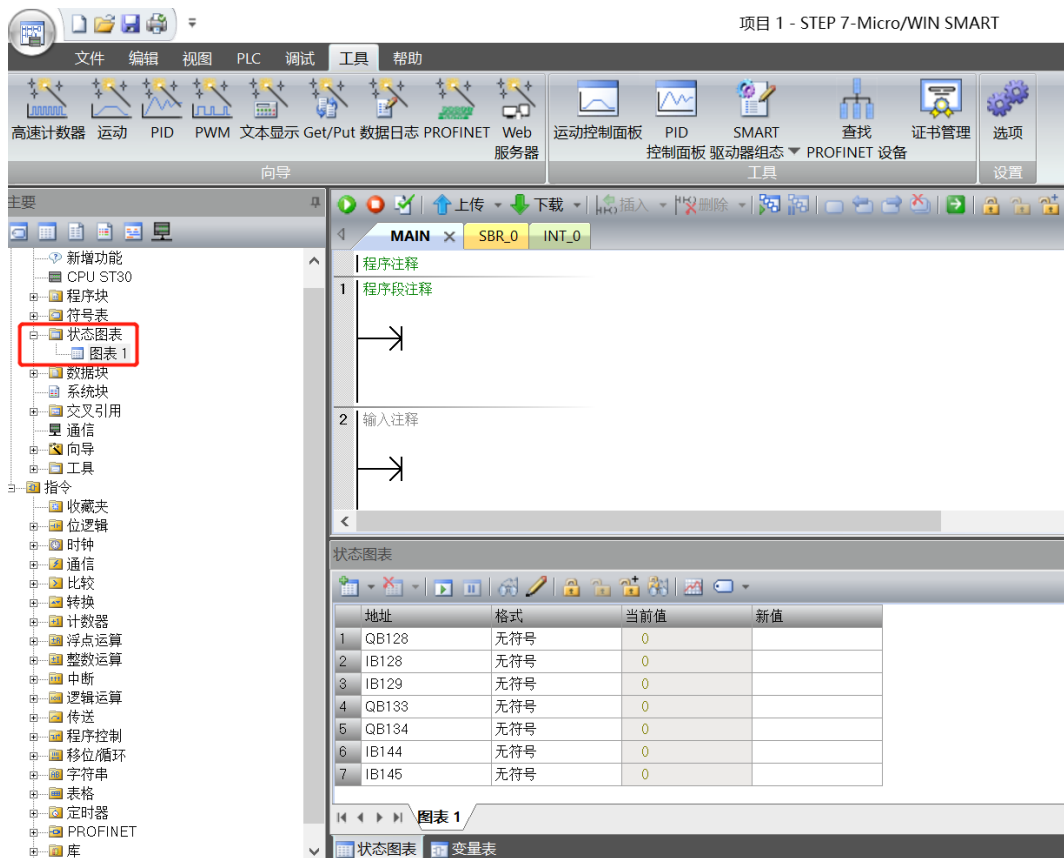 项目 1 - STEP 7-Micro/WIN SMART
文件 编辑 视图 PLC 调试 工具 帮助
高速计数器 运动 PID PWM 文本显示 Get/Put 数据日志 PROFINET Web 服务器
运动控制面板 PID 控制面板 SMART 驱动器组态 查找 PROFINET 设备 证书管理 选项
向导 工具 设置
主要
新增功能
CPU ST30
程序块
符号表
状态图表
图表 1
数据块
系统块
交叉引用
通信
向导
工具
指令
收藏夹
位逻辑
时钟
通信
比较
转换
计数器
浮点运算
整数运算
中断
逻辑运算
传送
程序控制
移位/循环
字符串
表格
定时器
PROFINET
库
上传 下载 插入 删除
MAIN SBR_0 INT_0
程序注释
1 程序段注释
2 输入注释
状态图表
地址 格式 当前值 新值
1 QB128 无符号 0
2 IB128 无符号 0
3 IB129 无符号 0
4 QB133 无符号 0
5 QB134 无符号 0
6 IB144 无符号 0
7 IB145 无符号 0
图表 1
状态图表 变量表